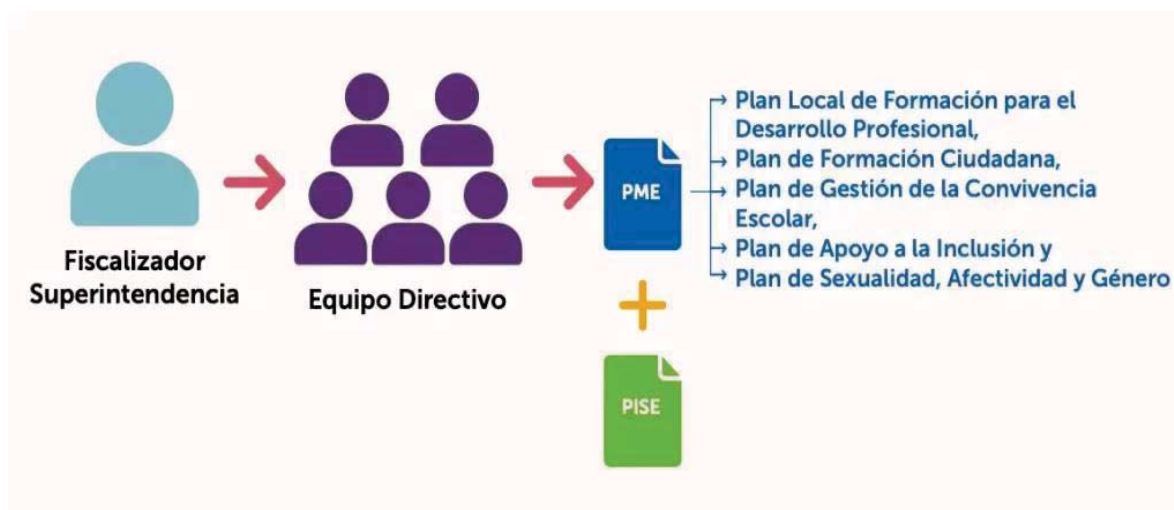 Fiscalizador
Superintendencia
Equipo Directivo
PME
Plan Local de Formación para el
Desarrollo Profesional,
Plan de Formación Ciudadana,
Plan de Gestión de la Convivencia
Escolar,
Plan de Apoyo a la Inclusión y
Plan de Sexualidad, Afectividad y Género
PISE